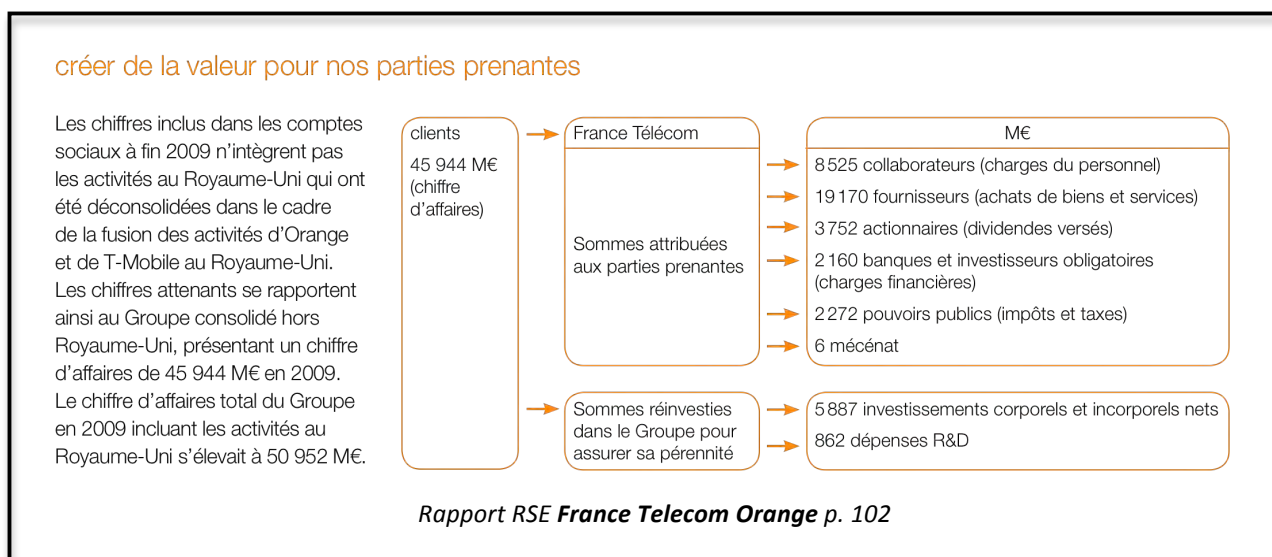 créer de la valeur pour nos parties prenantes
Les chiffres inclus dans les comptes
sociaux à fin 2009 n’intègrent pas
les activités au Royaume-Uni qui ont
été déconsolidées dans le cadre
de la fusion des activités d’Orange
et de T-Mobile au Royaume-Uni.
Les chiffres attenants se rapportent
ainsi au Groupe consolidé hors
Royaume-Uni, présentant un chiffre
d’affaires de 45 944 M€ en 2009.
Le chiffre d’affaires total du Groupe
en 2009 incluant les activités au
Royaume-Uni s’élevait à 50 952 M€.
clients
45 944 M€
(chiffre
d’affaires)
France Télécom
Sommes attribuées
aux parties prenantes
M€
8 525 collaborateurs (charges du personnel)
19 170 fournisseurs (achats de biens et services)
3 752 actionnaires (dividendes versés)
2 160 banques et investisseurs obligatoires
(charges financières)
2 272 pouvoirs publics (impôts et taxes)
6 mécénat
Sommes réinvesties
dans le Groupe pour
assurer sa pérennité
5 887 investissements corporels et incorporels nets
862 dépenses R&D
Rapport RSE France Telecom Orange p. 102